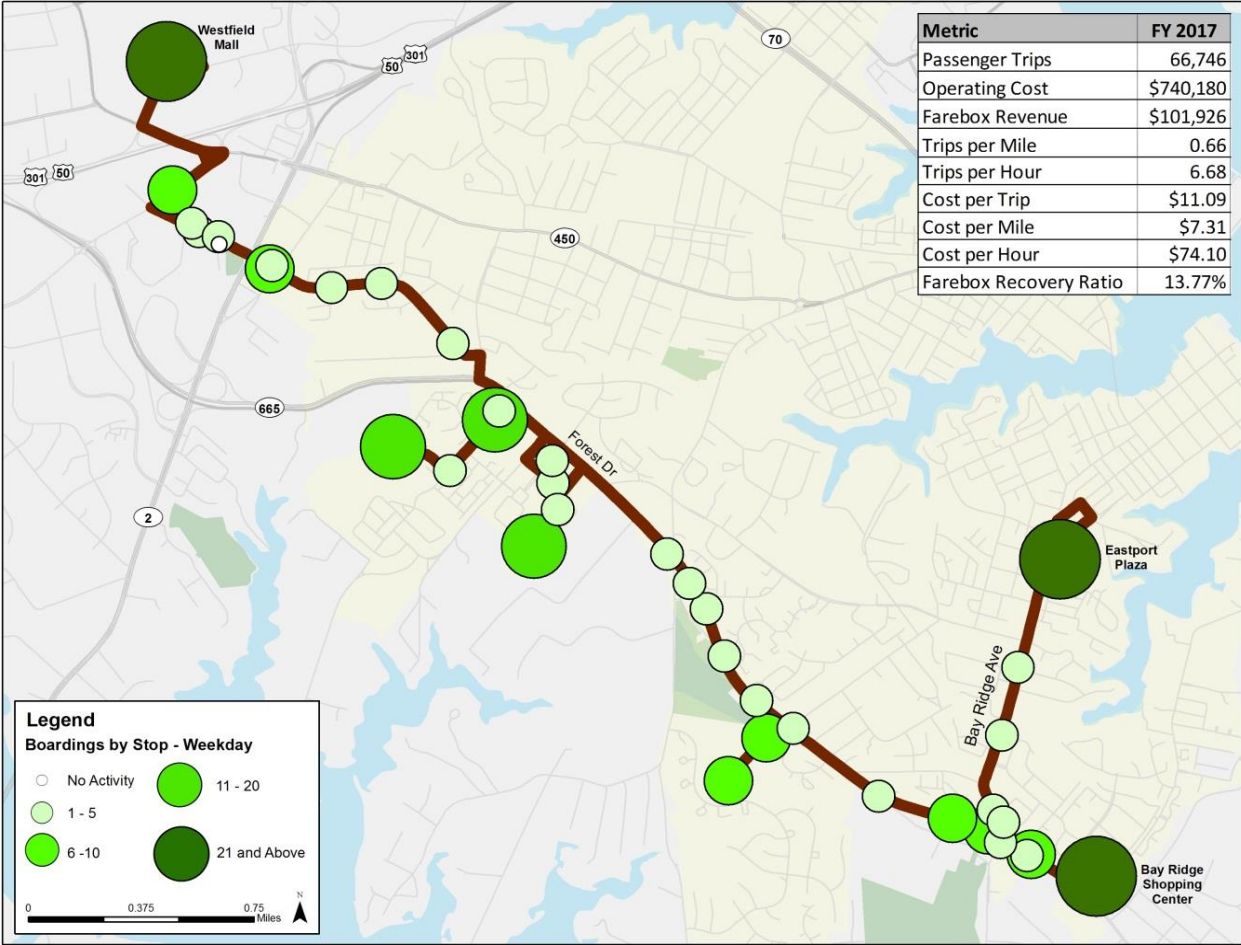 Westfield
Mall
301
50
70
301 50
450
665
2
Forest Dr
Bay Ridge Ave
Eastport
Plaza
Bay Ridge
Shopping
Center
Metric FY 2017
Passenger Trips 66,746
Operating Cost $740,180
Farebox Revenue $101,926
Trips per Mile 0.66
Trips per Hour 6.68
Cost per Trip $11.09
Cost per Mile $7.31
Cost per Hour $74.10
Farebox Recovery Ratio 13.77%
Legend
Boardings by Stop - Weekday
No Activity
1 - 5
6 -10
11 - 20
21 and Above
0 0.375 0.75
Miles
N